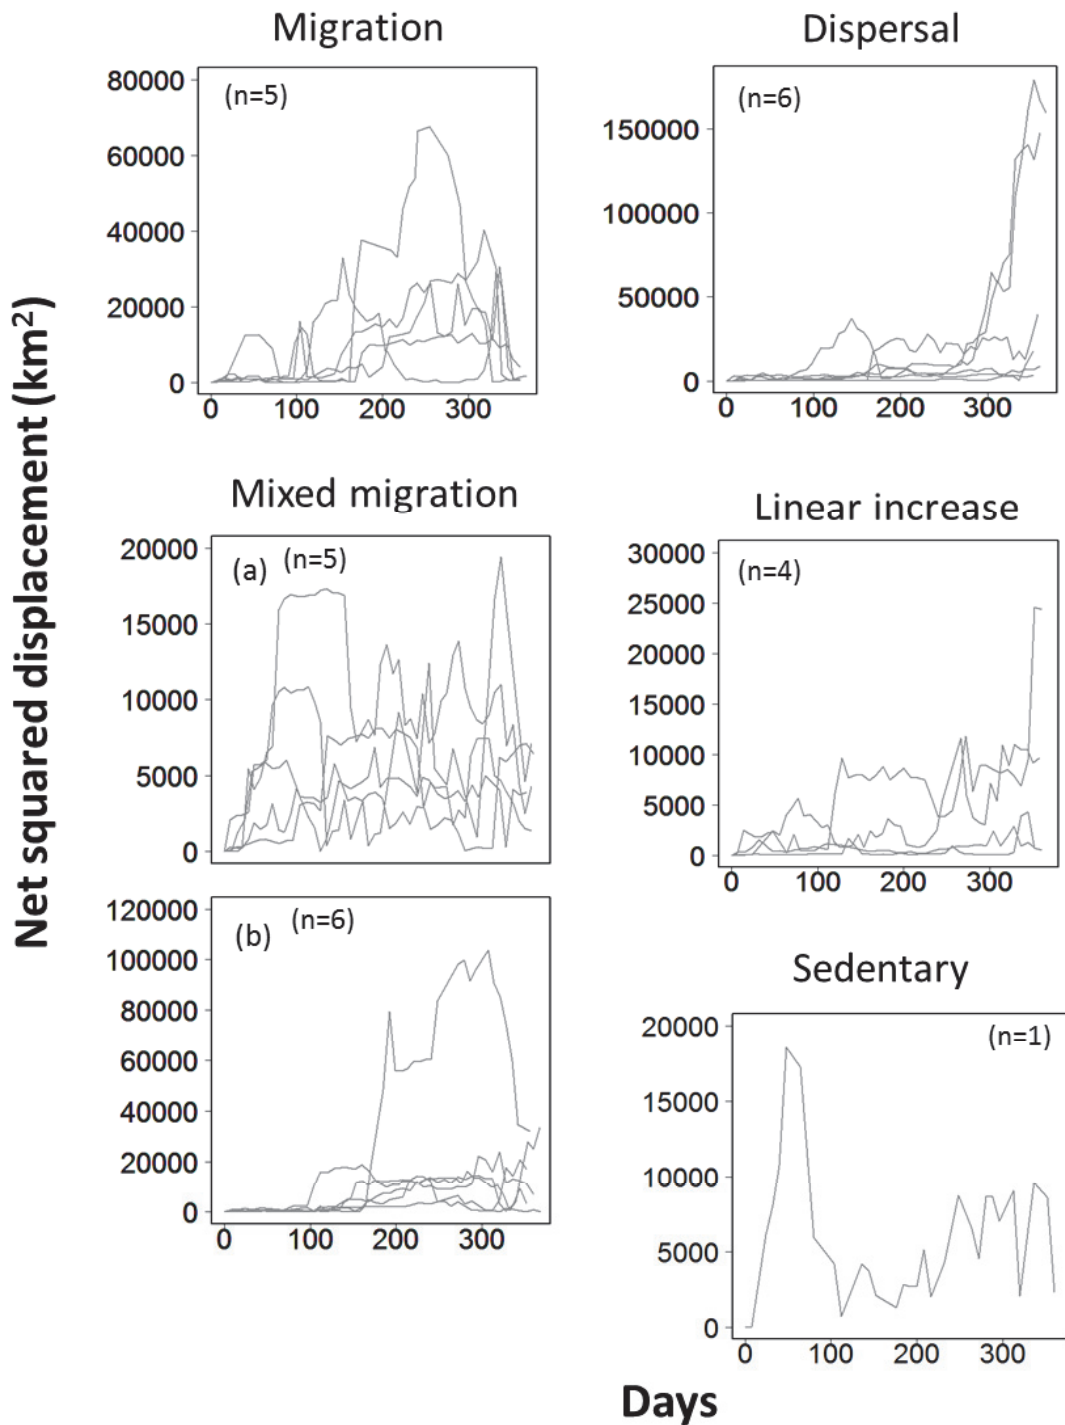 Net squared displacement (km²)
Migration
(n=5)
80000
60000
40000
20000
0
0 100 200 300
Dispersal
(n=6)
150000
100000
50000
0
0 100 200 300
Mixed migration
(a) (n=5)
20000
15000
10000
5000
0
Linear increase
(n=4)
30000
25000
20000
15000
10000
5000
0
0 100 200 300
(b) (n=6)
120000
100000
80000
60000
40000
20000
0
0 100 200 300
Sedentary
(n=1)
20000
15000
10000
5000
0
0 100 200 300
Days